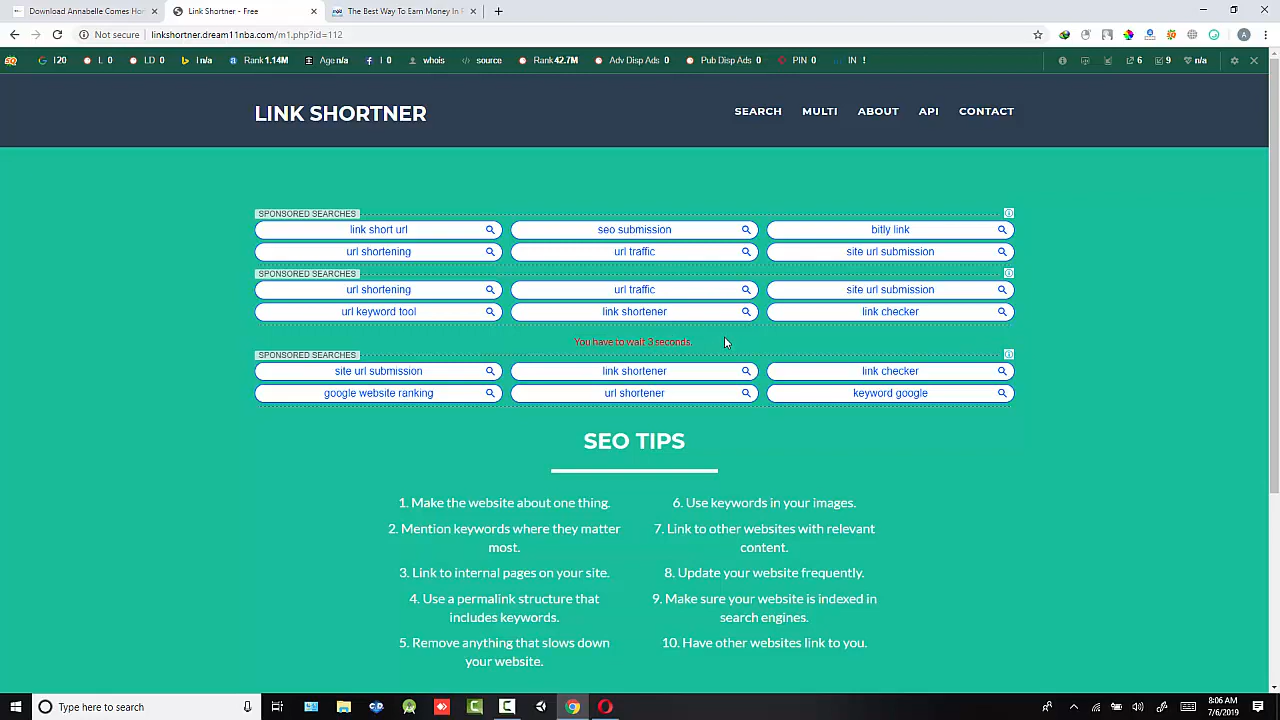 Download Annabelle Comes Ho
Link Shortner - Free
The Best Way To Earn Money In F
Not secure | linkshortner.dream11nba.com/m1.php?id=112
I 20
L 0
LD 0
I n/a
Rank 1.14M
Age n/a
I 0
whois
source
Rank 42.7M
Adv Disp Ads 0
Pub Disp Ads 0
PIN 0
IN !
6
9
n/a
LINK SHORTNER
SEARCH MULTI ABOUT API CONTACT
SPONSORED SEARCHES
link short url
seo submission
bitly link
url shortening
url traffic
site url submission
SPONSORED SEARCHES
url shortening
url traffic
site url submission
url keyword tool
link shortener
link checker
You have to wait 3 seconds.
SPONSORED SEARCHES
site url submission
link shortener
link checker
google website ranking
url shortener
keyword google
SEO TIPS
1. Make the website about one thing.
2. Mention keywords where they matter
most.
3. Link to internal pages on your site.
4. Use a permalink structure that
includes keywords.
5. Remove anything that slows down
your website.
6. Use keywords in your images.
7. Link to other websites with relevant
content.
8. Update your website frequently.
9. Make sure your website is indexed in
search engines.
10. Have other websites link to you.
Type here to search
8:06 AM
7/6/2019